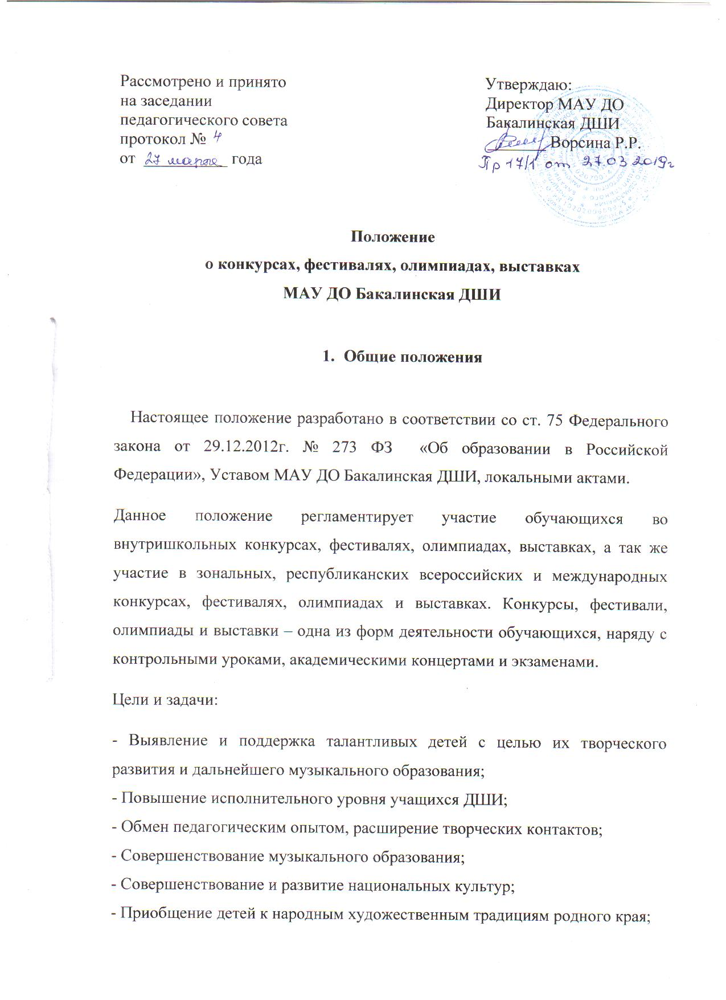 Рассмотрено и принято
на заседании
педагогического совета
протокол № 4
от 27 марта года
Утверждаю:
Директор МАУ ДО
Бакалинская ДШИ
Ворсина Р.Р.
Пр 17/1 от 27.03 2019г
Положение
о конкурсах, фестивалях, олимпиадах, выставках
МАУ ДО Бакалинская ДШИ
1. Общие положения
Настоящее положение разработано в соответствии со ст. 75 Федерального
закона от 29.12.2012г. № 273 ФЗ «Об образовании в Российской
Федерации», Уставом МАУ ДО Бакалинская ДШИ, локальными актами.
Данное положение регламентирует участие обучающихся во
внутришкольных конкурсах, фестивалях, олимпиадах, выставках, а так же
участие в зональных, республиканских всероссийских и международных
конкурсах, фестивалях, олимпиадах и выставках. Конкурсы, фестивали,
олимпиады и выставки – одна из форм деятельности обучающихся, наряду с
контрольными уроками, академическими концертами и экзаменами.
Цели и задачи:
- Выявление и поддержка талантливых детей с целью их творческого
развития и дальнейшего музыкального образования;
- Повышение исполнительного уровня учащихся ДШИ;
- Обмен педагогическим опытом, расширение творческих контактов;
- Совершенствование музыкального образования;
- Совершенствование и развитие национальных культур;
- Приобщение детей к народным художественным традициям родного края;